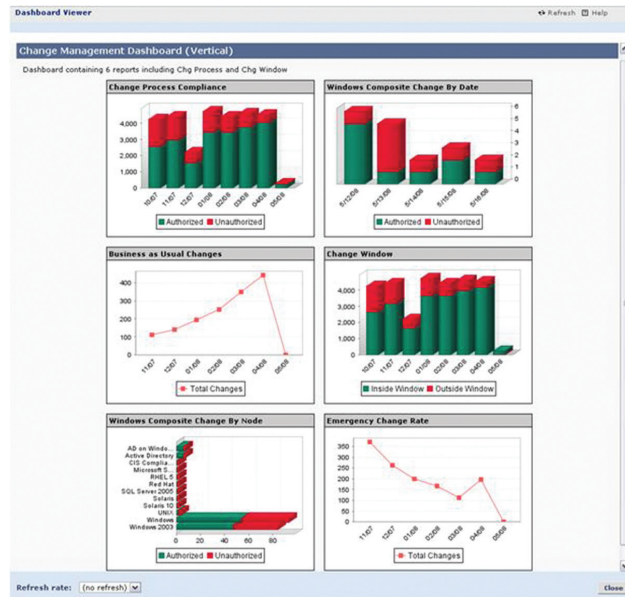 Dashboard Viewer
Refresh Help
Change Management Dashboard (Vertical)
Dashboard containing 6 reports including Chg Process and Chg Window
Change Process Compliance
4,000
3,000
2,000
1,000
0
10/07 11/07 12/07 01/08 02/08 03/08 04/08 05/08
Authorized Unauthorized
Windows Composite Change By Date
6
5
4
3
2
1
0
5/12/08 5/13/08 5/14/08 5/15/08 5/16/08
Authorized Unauthorized
Business as Usual Changes
400
300
200
100
0
11/07 12/07 01/08 02/08 03/08 04/08 05/08
Total Changes
Change Window
4,000
3,000
2,000
1,000
0
10/07 11/07 12/07 01/08 02/08 03/08 04/08 05/08
Inside Window Outside Window
Windows Composite Change By Node
AD on Windo...
Active Directory
CIS Complia...
Microsoft S...
RHEL 5
Red Hat
SQL Server 2005
Solaris
Solaris 10
UNIX
Windows
Windows 2003
0 20 40 60 80
Authorized Unauthorized
Emergency Change Rate
350
300
250
200
150
100
50
0
11/07 12/07 01/08 02/08 03/08 04/08 05/08
Total Changes
Refresh rate: (no refresh) Close